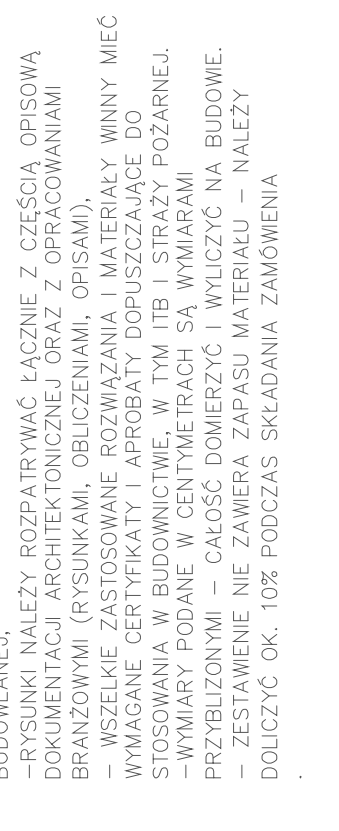 BUDOWLANEJ,
–RYSUNKI NALEŻY ROZPATRYWAĆ ŁĄCZNIE Z CZĘŚCIĄ OPISOWĄ
DOKUMENTACJI ARCHITEKTONICZNEJ ORAZ Z OPRACOWANIAMI
BRANŻOWYMI (RYSUNKAMI, OBLICZENIAMI, OPISAMI),
– WSZELKIE ZASTOSOWANE ROZWIĄZANIA I MATERIAŁY WINNY MIEĆ
WYMAGANE CERTYFIKATY I APROBATY DOPUSZCZAJĄCE DO
STOSOWANIA W BUDOWNICTWIE, W TYM ITB I STRAŻY POŻARNEJ.
–WYMIARY PODANE W CENTYMETRACH SĄ WYMIARAMI
PRZYBLIZONYMI – CAŁOŚĆ DOMIERZYĆ I WYLICZYĆ NA BUDOWIE.
– ZESTAWIENIE NIE ZAWIERA ZAPASU MATERIAŁU – NALEŻY
DOLICZYĆ OK. 10% PODCZAS SKŁADANIA ZAMÓWIENIA
.